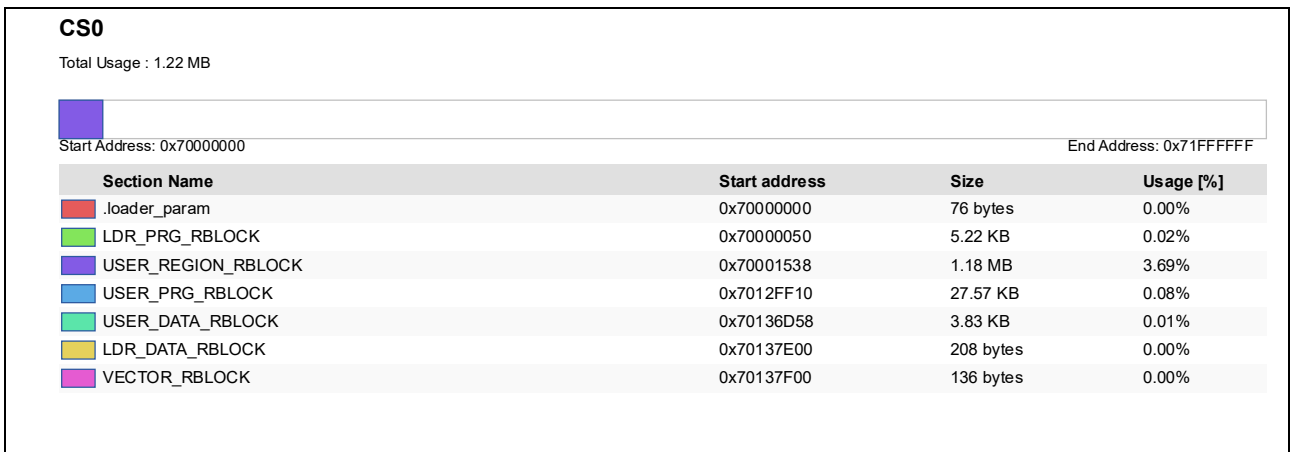 CS0
Total Usage : 1.22 MB
Start Address: 0x70000000 End Address: 0x71FFFFFF
Section Name Start address Size Usage [%]
.loader_param 0x70000000 76 bytes 0.00%
LDR_PRG_RBLOCK 0x70000050 5.22 KB 0.02%
USER_REGION_RBLOCK 0x70001538 1.18 MB 3.69%
USER_PRG_RBLOCK 0x7012FF10 27.57 KB 0.08%
USER_DATA_RBLOCK 0x70136D58 3.83 KB 0.01%
LDR_DATA_RBLOCK 0x70137E00 208 bytes 0.00%
VECTOR_RBLOCK 0x70137F00 136 bytes 0.00%